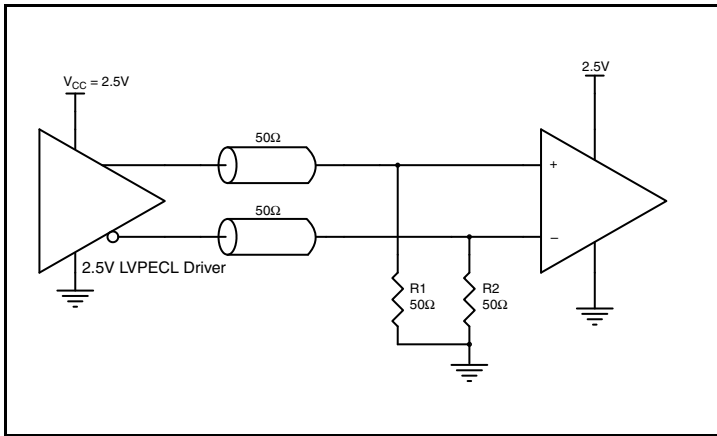 V_CC = 2.5V
2.5V
50Ω
50Ω
+
–
2.5V LVPECL Driver
R1
50Ω
R2
50Ω